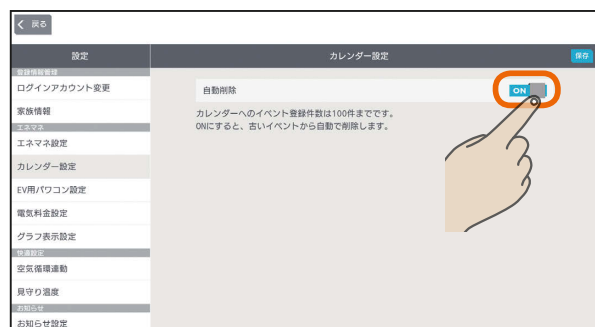 戻る
設定
カレンダー設定
保存
登録情報管理
ログインアカウント変更
家族情報
エネマネ
エネマネ設定
カレンダー設定
EV用パワコン設定
電気料金設定
グラフ表示設定
快適設定
空気循環連動
見守り温度
お知らせ
お知らせ設定
自動削除
ON
カレンダーへのイベント登録件数は100件までです。
ONにすると、古いイベントから自動で削除します。